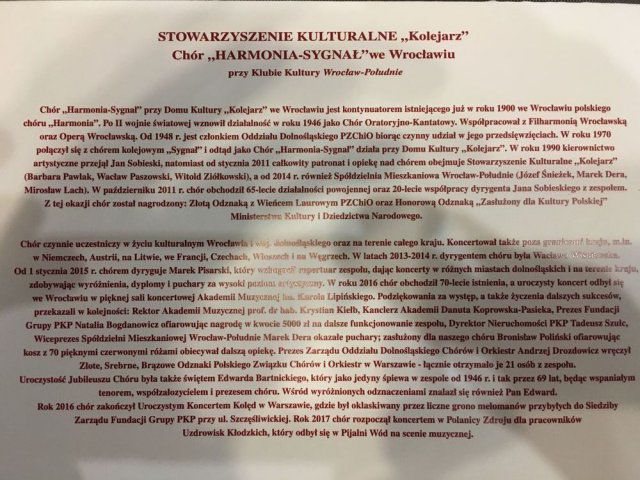 STOWARZYSZENIE KULTURALNE „Kolejarz”
Chór „HARMONIA-SYGNAŁ”we Wrocławiu
przy Klubie Kultury Wrocław-Południe
Chór „Harmonia-Sygnał” przy Domu Kultury „Kolejarz” we Wrocławiu jest kontynuatorem istniejącego już w roku 1900 we Wrocławiu polskiego
chóru „Harmonia”. Po II wojnie światowej wznowił działalność w roku 1946 jako Chór Oratoryjno-Kantatowy. Współpracował z Filharmonią Wrocławską
oraz Operą Wrocławską. Od 1948 r. jest członkiem Oddziału Dolnośląskiego PZChiO biorąc czynny udział w jego przedsięwzięciach. W roku 1970
połączył się z chórem kolejowym „Sygnał” i odtąd jako Chór „Harmonia-Sygnał” działa przy Domu Kultury „Kolejarz”. W roku 1990 kierownictwo
artystyczne przejął Jan Sobieski, natomiast od stycznia 2011 całkowity patronat i opiekę nad chórem obejmuje Stowarzyszenie Kulturalne „Kolejarz”
(Barbara Pawlak, Wacław Paszowski, Witold Ziółkowski), a od 2014 r również Spółdzielnia Mieszkaniowa Wrocław-Południe (Józef Śnieżek, Marek Dera,
Mirosław Lach). W październiku 2011 r. chór obchodził 65-lecie działalności powojennej oraz 20-lecie współpracy dyrygenta Jana Sobieskiego z zespołem.
Z tej okazji chór został nagrodzony: Złotą Odznaką z Wieńcem Laurowym PZChiO oraz Honorową Odznaką „Zasłużony dla Kultury Polskiej”
Ministerstwa Kultury i Dziedzictwa Narodowego.
Chór czynnie uczestniczy w życiu kulturalnym Wrocławia i woj. dolnośląskiego oraz na terenie całego kraju. Koncertował także poza granicami kraju, m.in.
w Niemczech, Austrii, na Litwie, we Francji, Czechach, Włoszech i na Węgrzech. W latach 2013-2014 r. dyrygentem chóru była Wacława
Od 1 stycznia 2015 r. chórem dyryguje Marek Pisarski, który wzbogacił repertuar zespołu, dając koncerty w różnych miastach dolnośląskich i na terenie kraju,
zdobywając wyróżnienia, dyplomy i puchary za wysoki poziom artystyczny. W roku 2016 chór obchodził 70-lecie istnienia, a uroczysty koncert odbył się
we Wrocławiu w pięknej sali koncertowej Akademii Muzycznej im. Karola Lipińskiego. Podziękowania za występ, a także życzenia dalszych sukcesów,
przekazali w kolejności: Rektor Akademii Muzycznej prof. dr hab. Krystian Kiełb, Kanclerz Akademii Danuta Koprowska-Pasieka, Prezes Fundacji
Grupy PKP Natalia Bogdanowicz ofiarowując nagrodę w kwocie 5000 zł na dalsze funkcjonowanie zespołu, Dyrektor Nieruchomości PKP Tadeusz Szulc,
Wiceprezes Spółdzielni Mieszkaniowej Wrocław-Południe Marek Dera okazałe puchary; zasłużony dla naszego chóru Bronisław Poliński ofiarowując
kosz z 70 pięknymi czerwonymi różami obiecywał dalszą opiekę. Prezes Zarządu Oddziału Dolnośląskiego Chórów i Orkiestr Andrzej Drozdowicz wręczył
Złote, Srebrne, Brązowe Odznaki Polskiego Związku Chórów i Orkiestr w Warszawie - łącznie otrzymało je 21 osób z zespołu.
Uroczystość Jubileuszu Chóru była także świętem Edwarda Bartnickiego, który jako jedyny śpiewa w zespole od 1946 r. i tak przez 69 lat, będąc wspaniałym
tenorem, współzałożycielem i prezesem chóru. Wśród wyróżnionych odznaczeniami znalazł się również Pan Edward.
Rok 2016 chór zakończył Uroczystym Koncertem Kolęd w Warszawie, gdzie był oklaskiwany przez liczne grono melomanów przybyłych do Siedziby
Zarządu Fundacji Grupy PKP przy ul. Szczęśliwickiej. Rok 2017 chór rozpoczął koncertem w Polanicy Zdroju dla pracowników
Uzdrowisk Kłodzkich, który odbył się w Pijalni Wód na scenie muzycznej.